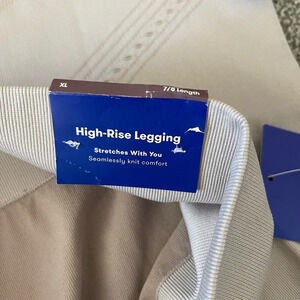 XL 7/8 Length
High-Rise Legging
Stretches With You
Seamlessly knit comfort